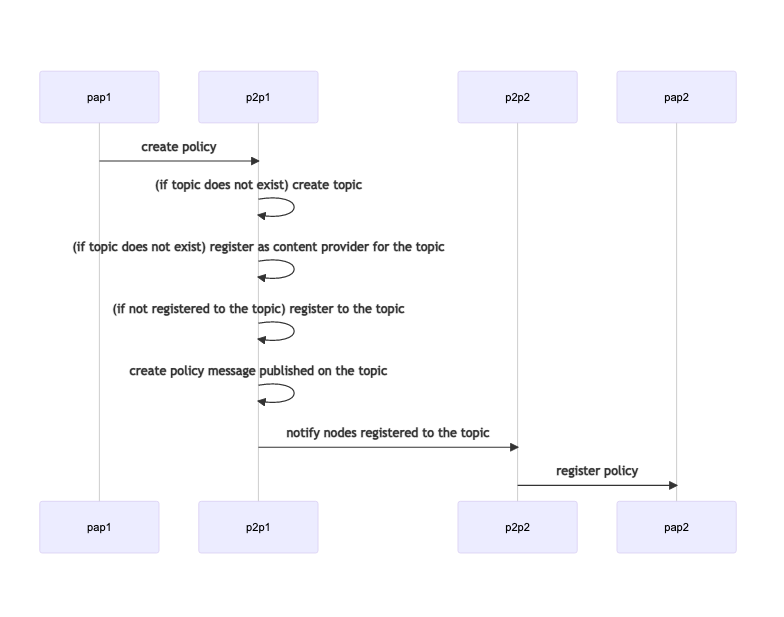 pap1
p2p1
p2p2
pap2
create policy
(if topic does not exist) create topic
(if topic does not exist) register as content provider for the topic
(if not registered to the topic) register to the topic
create policy message published on the topic
notify nodes registered to the topic
register policy
pap1
p2p1
p2p2
pap2